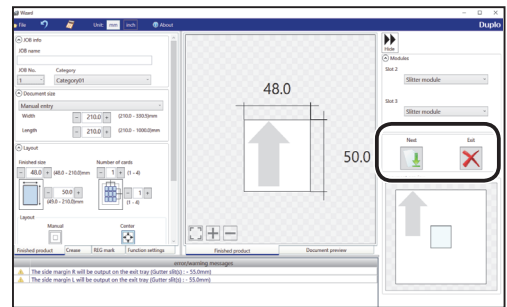 Wizard
File Unit: mm inch About Duplo
JOB info
JOB name
JOB No. Category
1 Category01
Document size
Manual entry
Width - 210.0 + (210.0 - 330.5)mm
Length - 210.0 + (210.0 - 1000.0)mm
Layout
Finished size Number of cards
- 48.0 + (48.0 - 210.0)mm - 1 + (1 - 4)
- 50.0 + - 1 +
(49.0 - 210.0)mm (1 - 4)
Layout
Manual Center
Finished product Crease REG mark Function settings
48.0
50.0
Finished product Document preview
Hide
Modules
Slot 2
Slitter module
Slot 3
Slitter module
Next Exit
error/warning messages
The side margin R will be output on the exit tray (Gutter slit(s) : - 55.0mm)
The side margin L will be output on the exit tray (Gutter slit(s) : - 55.0mm)